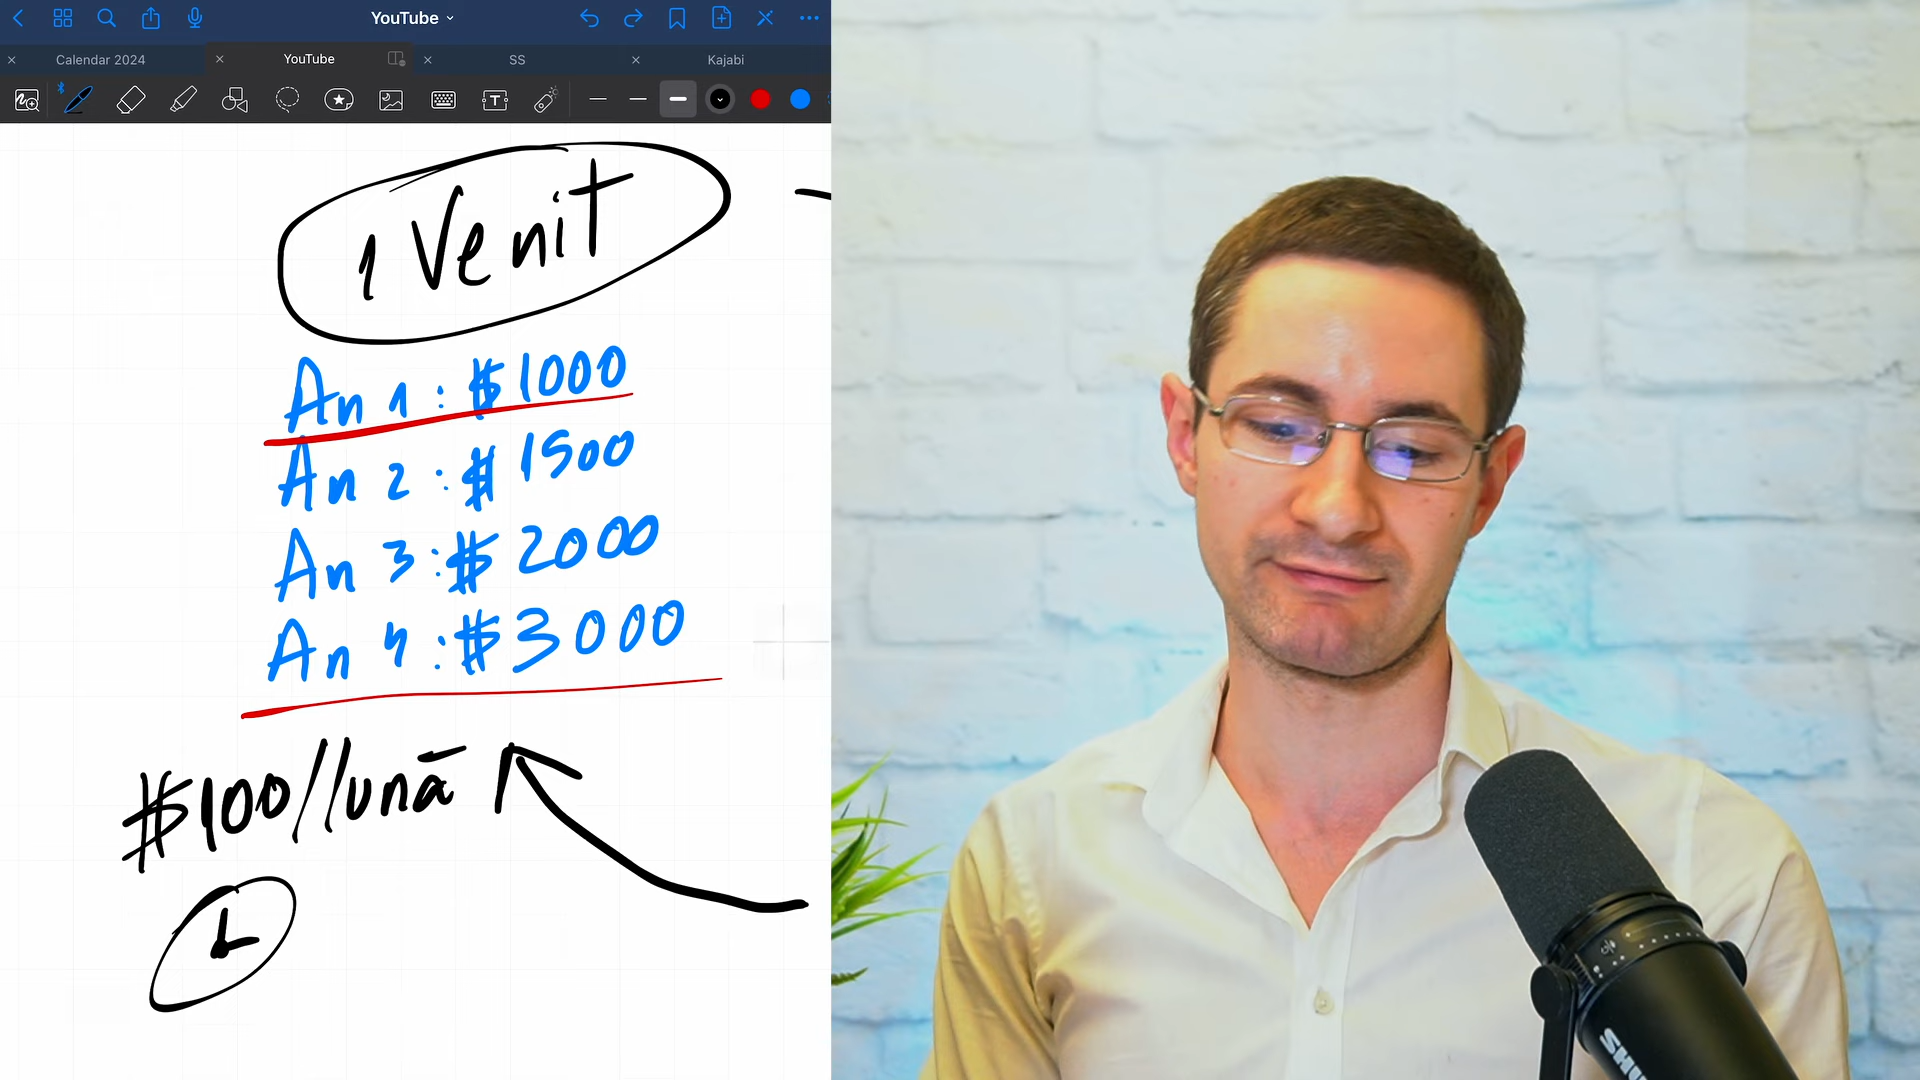 YouTube
Calendar 2024
YouTube
SS
Kajabi
T
1 Venit
An 1 : $ 1000
An 2 : $ 1500
An 3 : $ 2000
An 4 : $ 3000
$100//lună
SHU